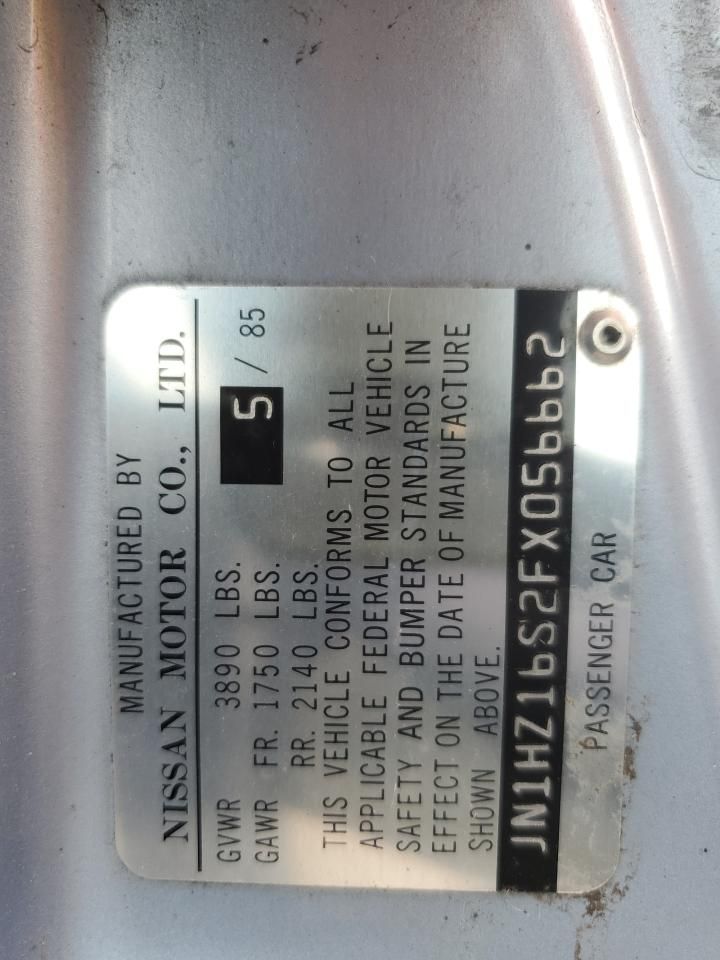 MANUFACTURED BY
NISSAN MOTOR CO., LTD.
GVWR 3890 LBS. 5 / 85
GAWR FR. 1750 LBS.
RR. 2140 LBS.
THIS VEHICLE CONFORMS TO ALL
APPLICABLE FEDERAL MOTOR VEHICLE
SAFETY AND BUMPER STANDARDS IN
EFFECT ON THE DATE OF MANUFACTURE
SHOWN ABOVE.
JN1HZ16S2FX056662
PASSENGER CAR